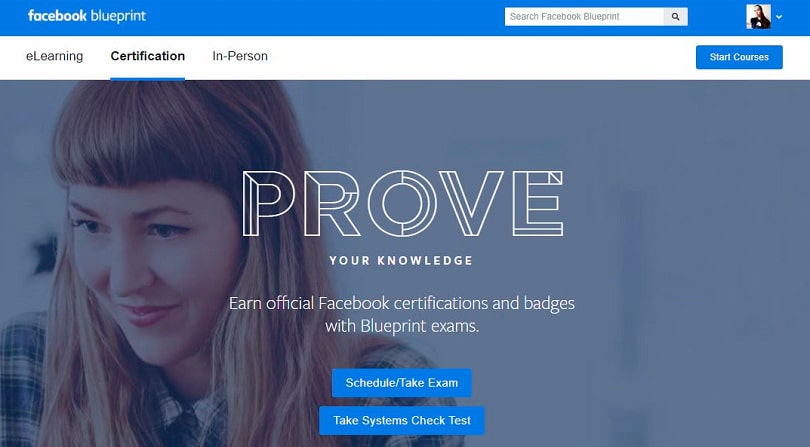 facebook blueprint
Search Facebook Blueprint
eLearning
Certification
In-Person
Start Courses
PROVE
YOUR KNOWLEDGE
Earn official Facebook certifications and badges
with Blueprint exams.
Schedule/Take Exam
Take Systems Check Test